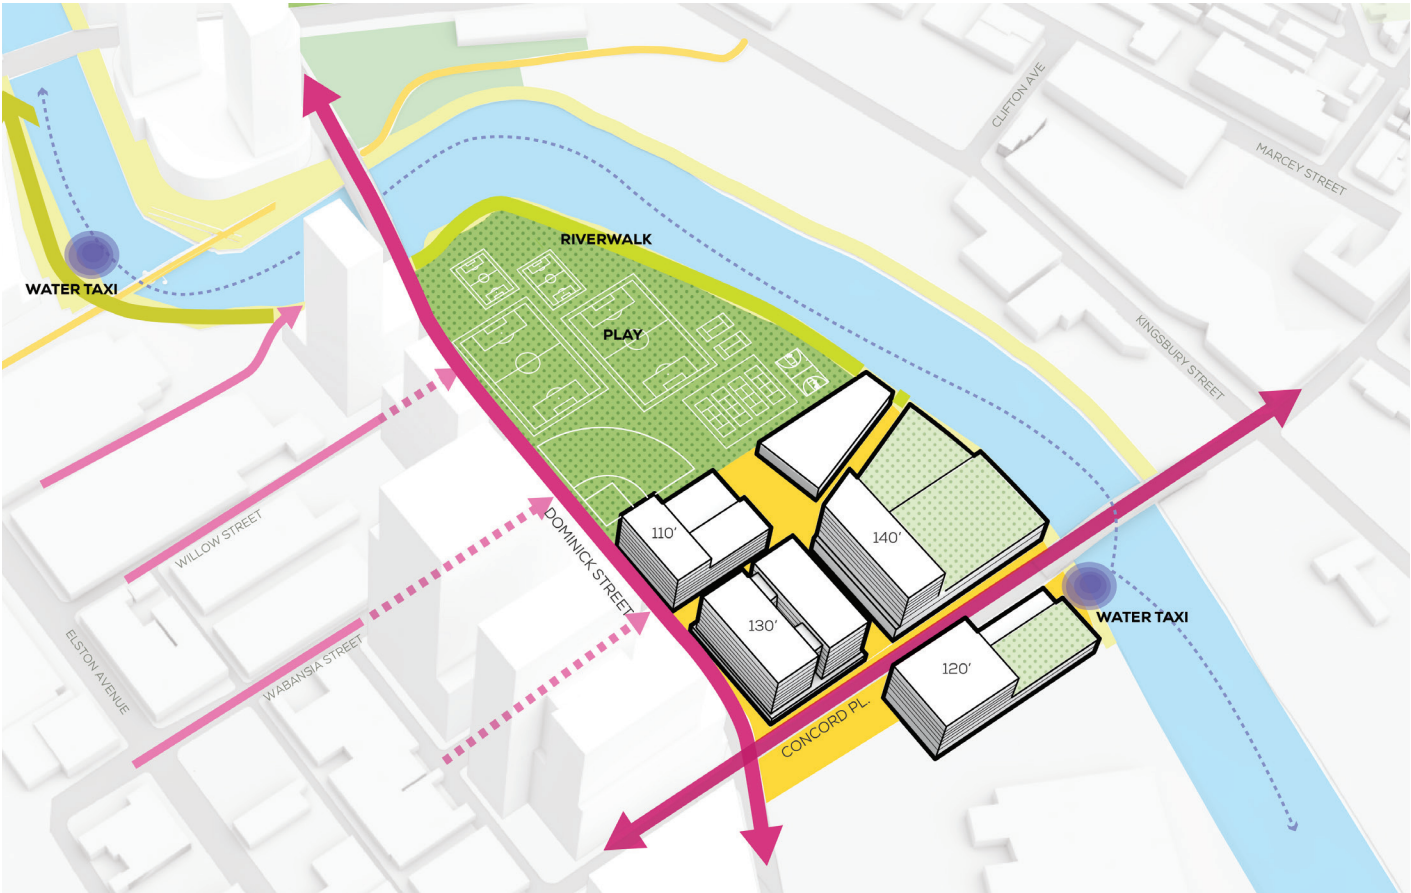 CLIFTON AVE
MARCEY STREET
RIVERWALK
WATER TAXI
PLAY
KINGSBURY STREET
WILLOW STREET
DOMINICK STREET
110'
140'
130'
WATER TAXI
ELSTON AVENUE
WABANSIA STREET
120'
CONCORD PL.